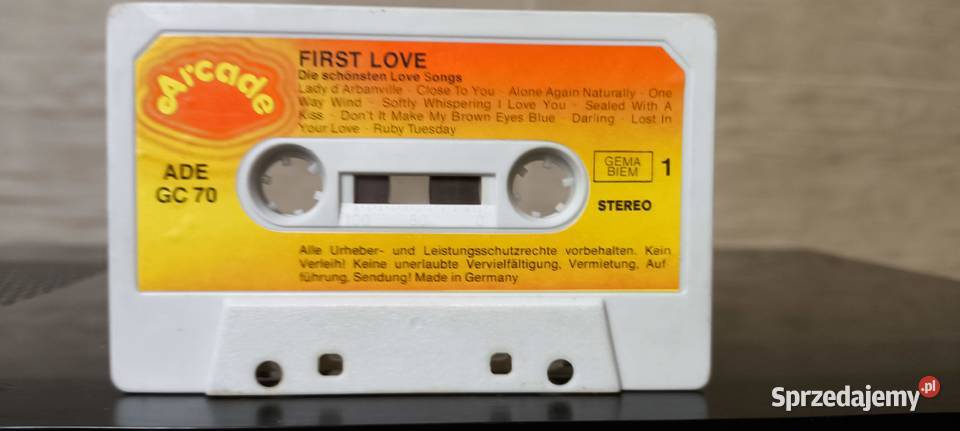 Arcade
FIRST LOVE
Die schönsten Love Songs
Lady d Arbanville · Close To You · Alone Again Naturally · One
Way Wind · Softly Whispering I Love You · Sealed With A
Kiss · Don't It Make My Brown Eyes Blue · Darling · Lost In
Your Love · Ruby Tuesday
ADE
GC 70
GEMA
BIEM
1
STEREO
Alle Urheber- und Leistungsschutzrechte vorbehalten. Kein
Verleih! Keine unerlaubte Vervielfältigung, Vermietung, Auf-
führung, Sendung! Made in Germany
Sprzedajemy.pl